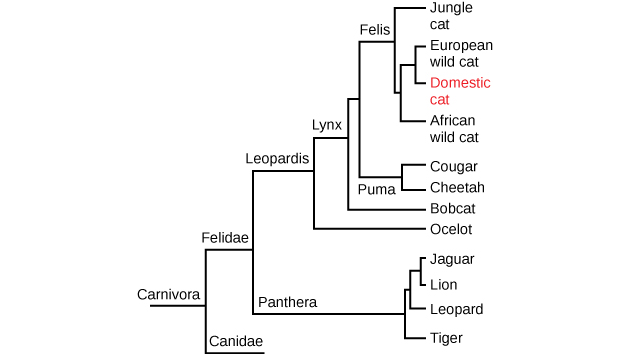 Jungle
cat
Felis
European
wild cat
Domestic
cat
African
wild cat
Lynx
Leopardis
Cougar
Puma
Cheetah
Bobcat
Ocelot
Felidae
Jaguar
Lion
Carnivora
Panthera
Leopard
Canidae
Tiger